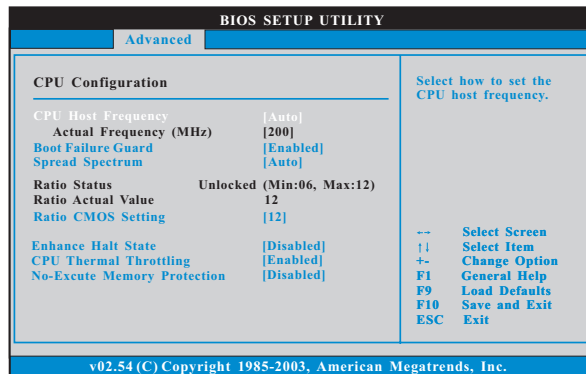 BIOS SETUP UTILITY
Advanced
CPU Configuration
CPU Host Frequency [Auto]
Actual Frequency (MHz) [200]
Boot Failure Guard [Enabled]
Spread Spectrum [Auto]
Ratio Status Unlocked (Min:06, Max:12)
Ratio Actual Value 12
Ratio CMOS Setting [12]
Enhance Halt State [Disabled]
CPU Thermal Throttling [Enabled]
No-Excute Memory Protection [Disabled]
Select how to set the
CPU host frequency.
←→ Select Screen
↑↓ Select Item
+- Change Option
F1 General Help
F9 Load Defaults
F10 Save and Exit
ESC Exit
v02.54 (C) Copyright 1985-2003, American Megatrends, Inc.